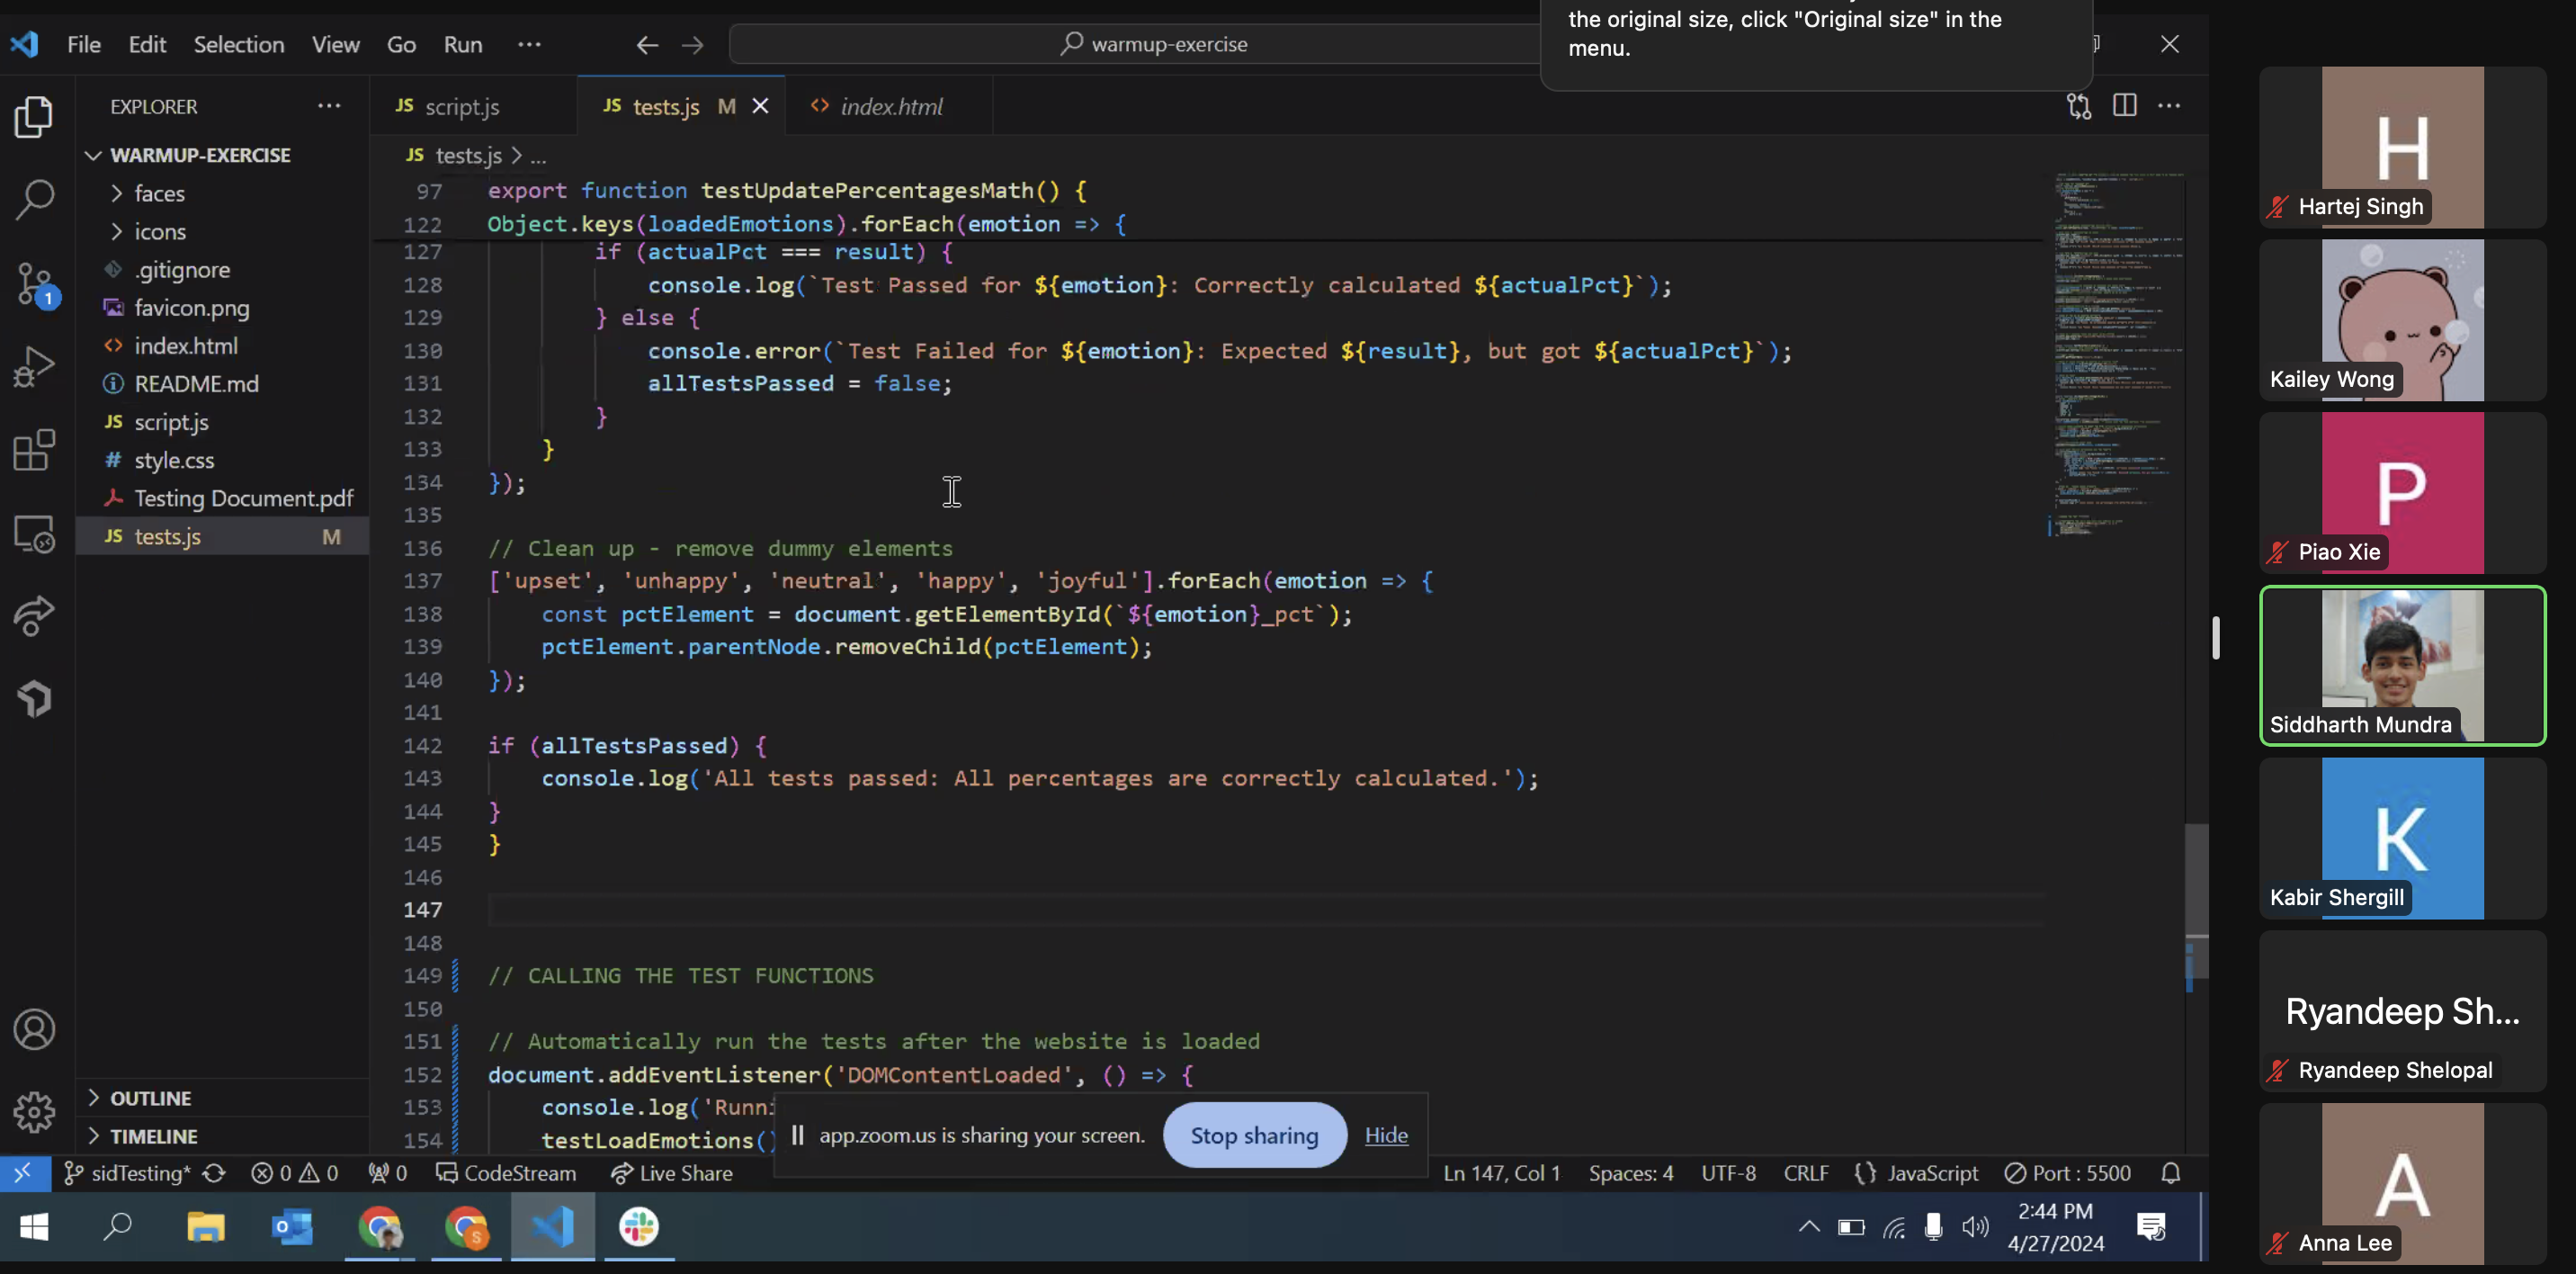 the original size, click "Original size" in the
menu.
File Edit Selection View Go Run ···
warmup-exercise
EXPLORER
JS script.js
JS tests.js M
index.html
WARMUP-EXERCISE
faces
icons
.gitignore
favicon.png
index.html
README.md
JS script.js
# style.css
Testing Document.pdf
JS tests.js M
OUTLINE
TIMELINE
1
JS tests.js > ...
97 export function testUpdatePercentagesMath() {
122 Object.keys(loadedEmotions).forEach(emotion => {
127 if (actualPct === result) {
128 console.log(`Test Passed for ${emotion}: Correctly calculated ${actualPct}`);
129 } else {
130 console.error(`Test Failed for ${emotion}: Expected ${result}, but got ${actualPct}`);
131 allTestsPassed = false;
132 }
133 }
134 });
135
136 // Clean up - remove dummy elements
137 ['upset', 'unhappy', 'neutral', 'happy', 'joyful'].forEach(emotion => {
138 const pctElement = document.getElementById(`${emotion}_pct`);
139 pctElement.parentNode.removeChild(pctElement);
140 });
141
142 if (allTestsPassed) {
143 console.log('All tests passed: All percentages are correctly calculated.');
144 }
145 }
146
147
148
149 // CALLING THE TEST FUNCTIONS
150
151 // Automatically run the tests after the website is loaded
152 document.addEventListener('DOMContentLoaded', () => {
153 console.log('Runni
154 testLoadEmotions()
app.zoom.us is sharing your screen. Stop sharing Hide
sidTesting* 0 0 0 CodeStream Live Share
Ln 147, Col 1 Spaces: 4 UTF-8 CRLF {} JavaScript Port : 5500
2:44 PM
4/27/2024
H
Hartej Singh
Kailey Wong
P
Piao Xie
Siddharth Mundra
K
Kabir Shergill
Ryandeep Sh...
Ryandeep Shelopal
A
Anna Lee